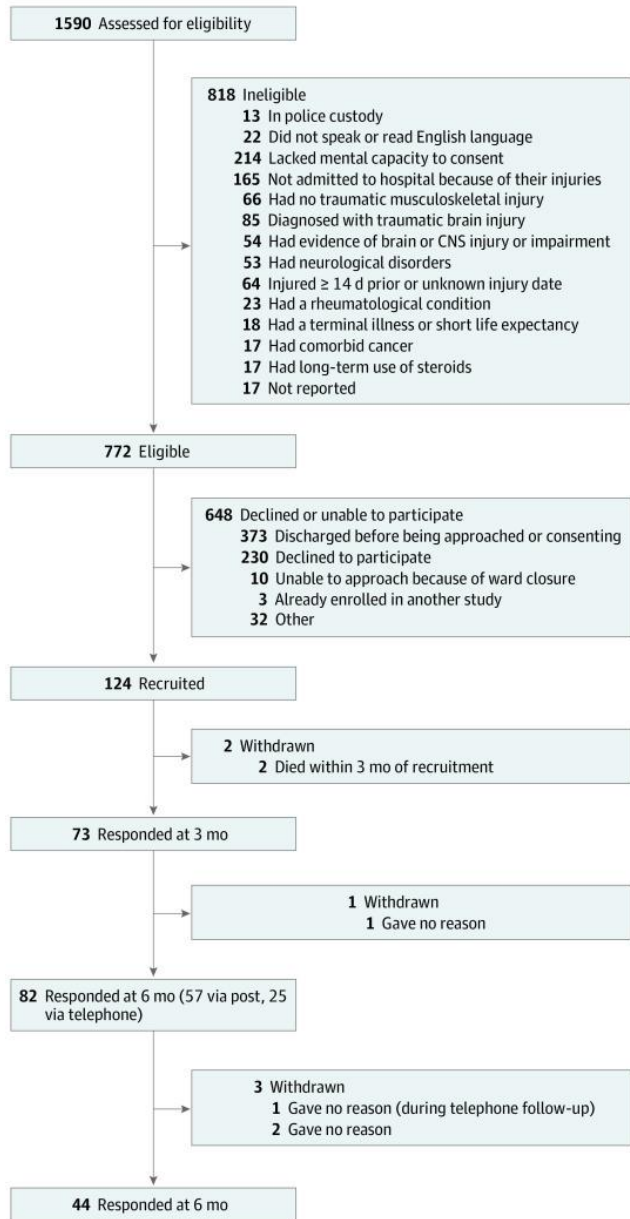 1590 Assessed for eligibility
818 Ineligible
13 In police custody
22 Did not speak or read English language
214 Lacked mental capacity to consent
165 Not admitted to hospital because of their injuries
66 Had no traumatic musculoskeletal injury
85 Diagnosed with traumatic brain injury
54 Had evidence of brain or CNS injury or impairment
53 Had neurological disorders
64 Injured ≥ 14 d prior or unknown injury date
23 Had a rheumatological condition
18 Had a terminal illness or short life expectancy
17 Had comorbid cancer
17 Had long-term use of steroids
17 Not reported
772 Eligible
648 Declined or unable to participate
373 Discharged before being approached or consenting
230 Declined to participate
10 Unable to approach because of ward closure
3 Already enrolled in another study
32 Other
124 Recruited
2 Withdrawn
2 Died within 3 mo of recruitment
73 Responded at 3 mo
1 Withdrawn
1 Gave no reason
82 Responded at 6 mo (57 via post, 25
via telephone)
3 Withdrawn
1 Gave no reason (during telephone follow-up)
2 Gave no reason
44 Responded at 6 mo